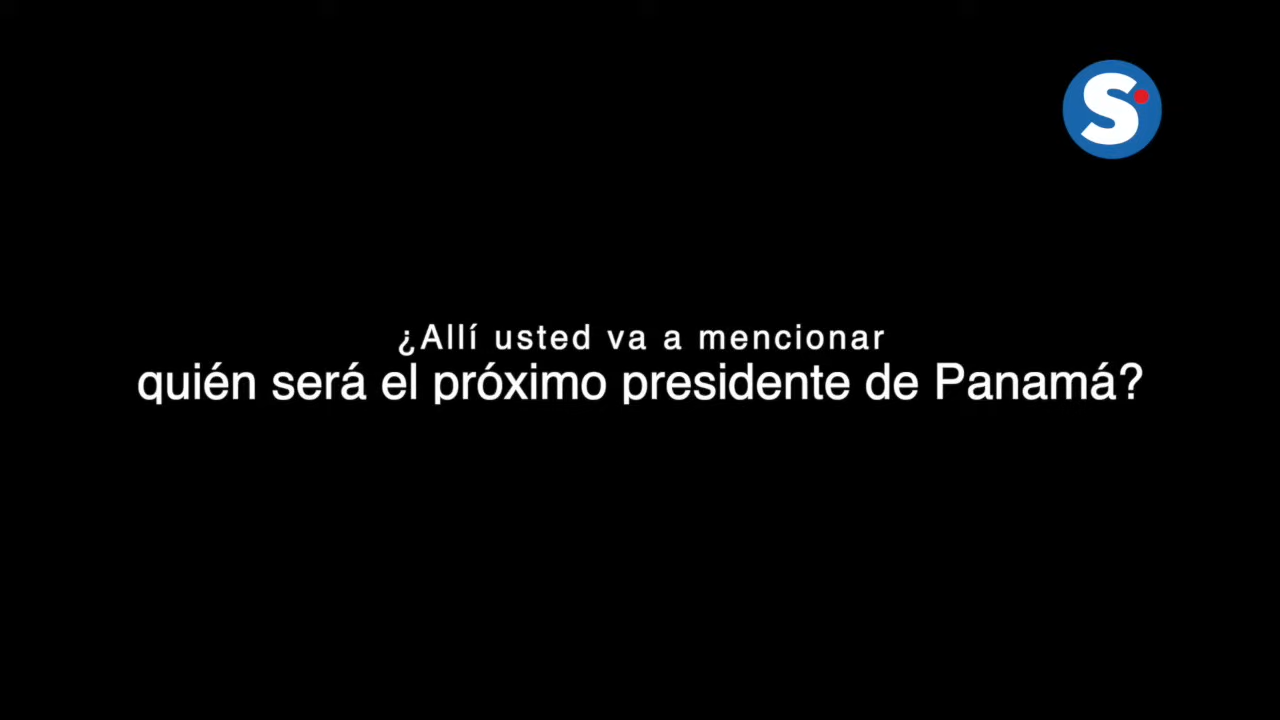 S
¿Allí usted va a mencionar
quién será el próximo presidente de Panamá?